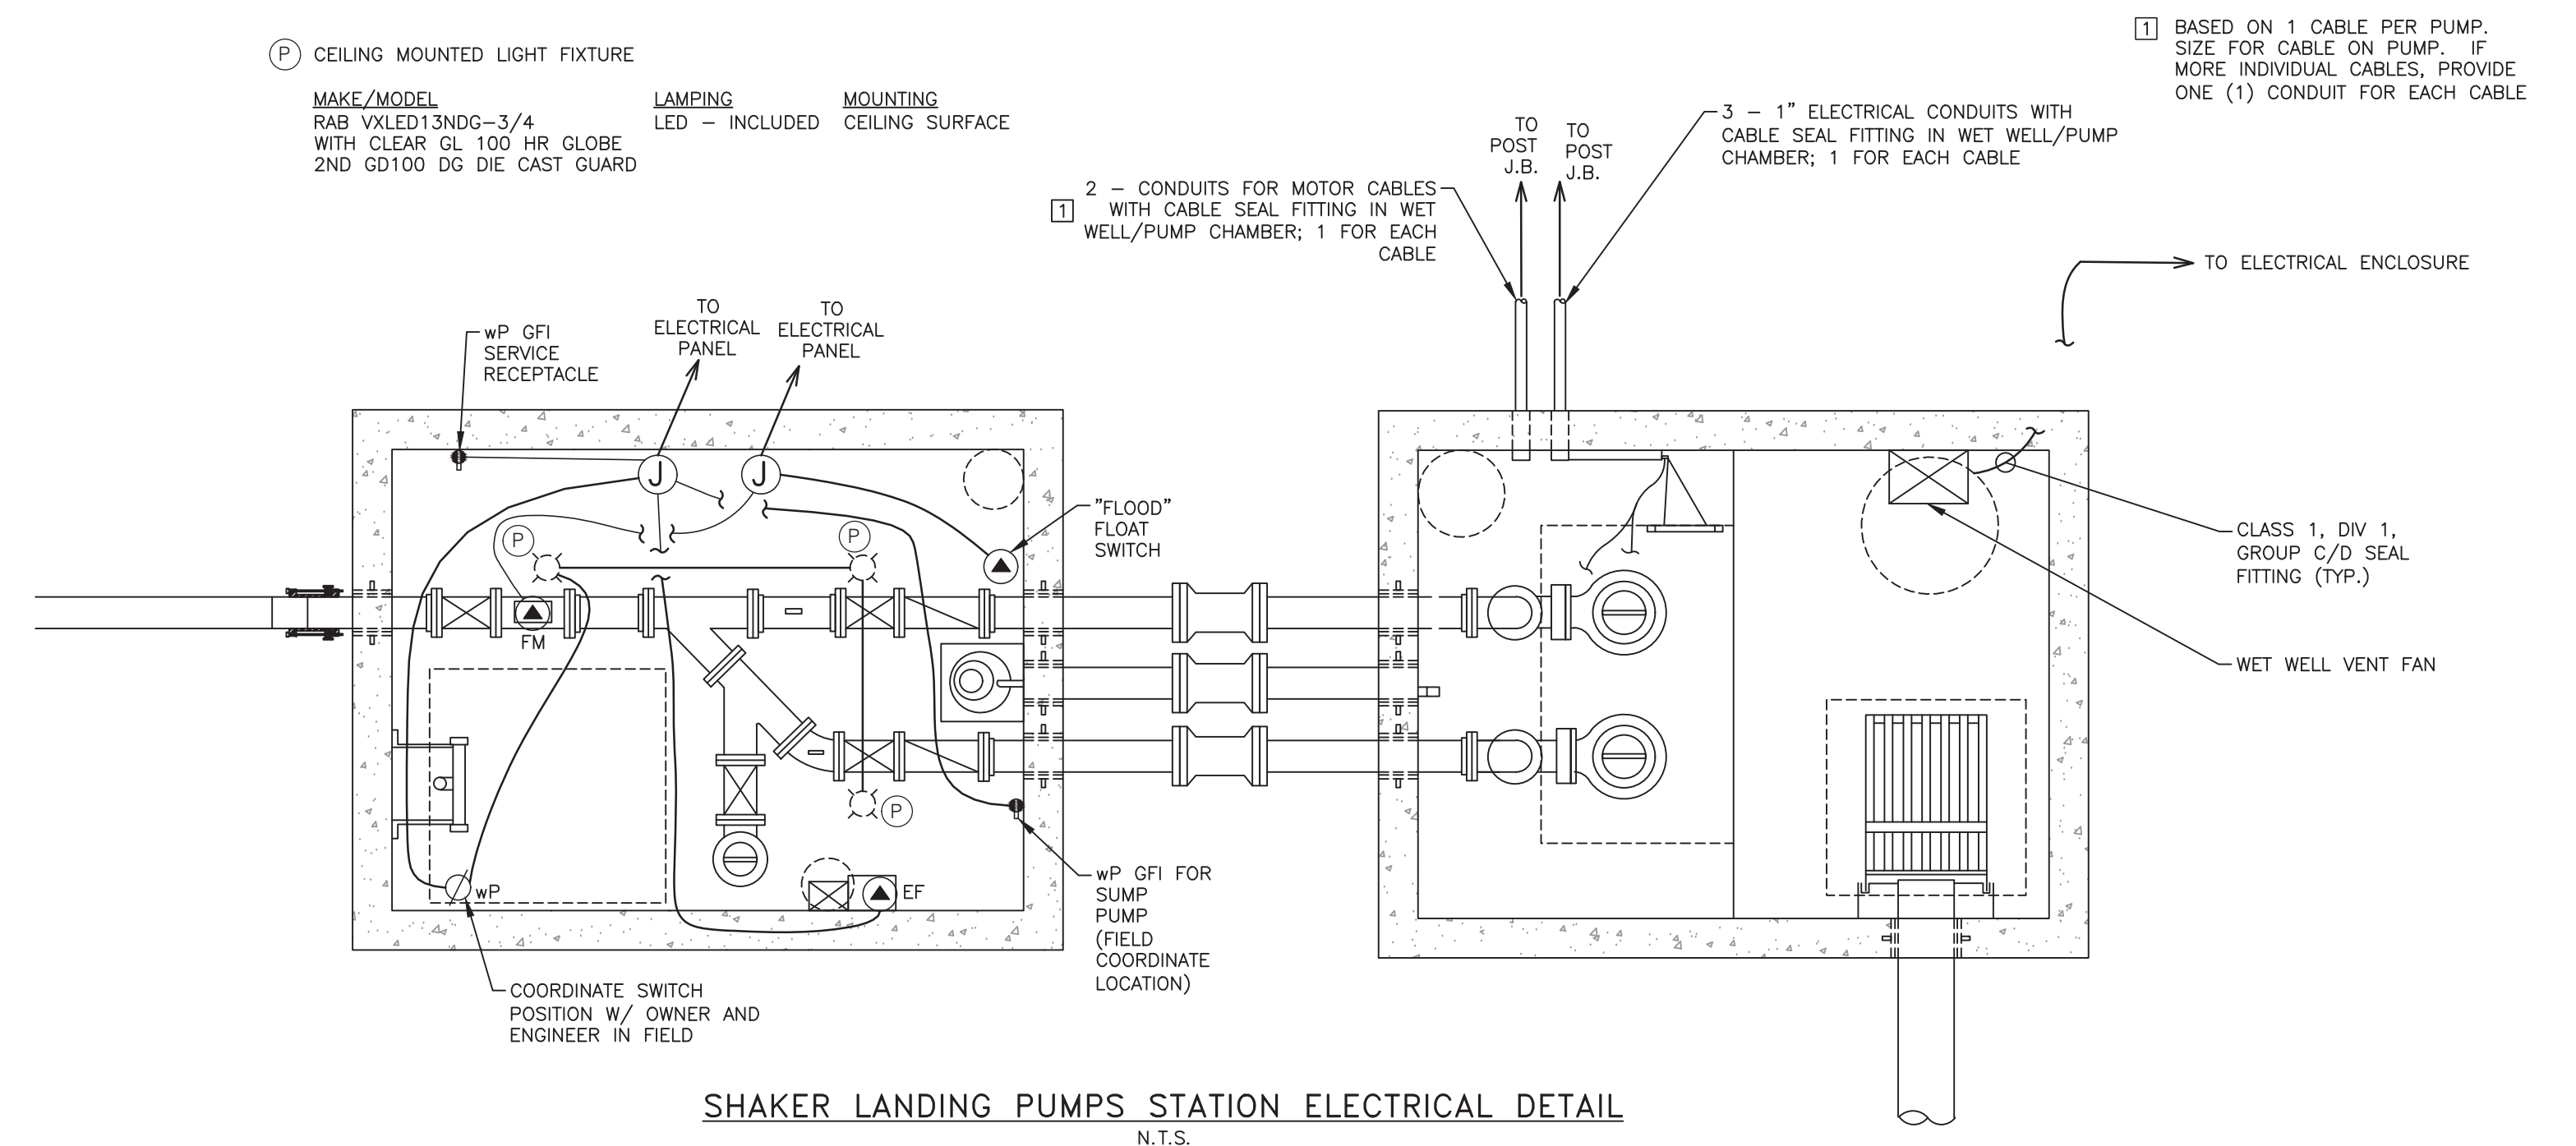 P CEILING MOUNTED LIGHT FIXTURE
MAKE/MODEL LAMPING MOUNTING
RAB VXLED13NDG-3/4 LED - INCLUDED CEILING SURFACE
WITH CLEAR GL 100 HR GLOBE
2ND GD100 DG DIE CAST GUARD
1 BASED ON 1 CABLE PER PUMP.
SIZE FOR CABLE ON PUMP. IF
MORE INDIVIDUAL CABLES, PROVIDE
ONE (1) CONDUIT FOR EACH CABLE
TO
POST
J.B.
TO
POST
J.B.
3 - 1" ELECTRICAL CONDUITS WITH
CABLE SEAL FITTING IN WET WELL/PUMP
CHAMBER; 1 FOR EACH CABLE
2 - CONDUITS FOR MOTOR CABLES
1 WITH CABLE SEAL FITTING IN WET
WELL/PUMP CHAMBER; 1 FOR EACH
CABLE
TO ELECTRICAL ENCLOSURE
wP GFI
SERVICE
RECEPTACLE
TO
ELECTRICAL
PANEL
TO
ELECTRICAL
PANEL
J
J
P
P
"FLOOD"
FLOAT
SWITCH
FM
CLASS 1, DIV 1,
GROUP C/D SEAL
FITTING (TYP.)
WET WELL VENT FAN
P
wP
EF
wP GFI FOR
SUMP
PUMP
(FIELD
COORDINATE
LOCATION)
COORDINATE SWITCH
POSITION W/ OWNER AND
ENGINEER IN FIELD
SHAKER LANDING PUMPS STATION ELECTRICAL DETAIL
N.T.S.